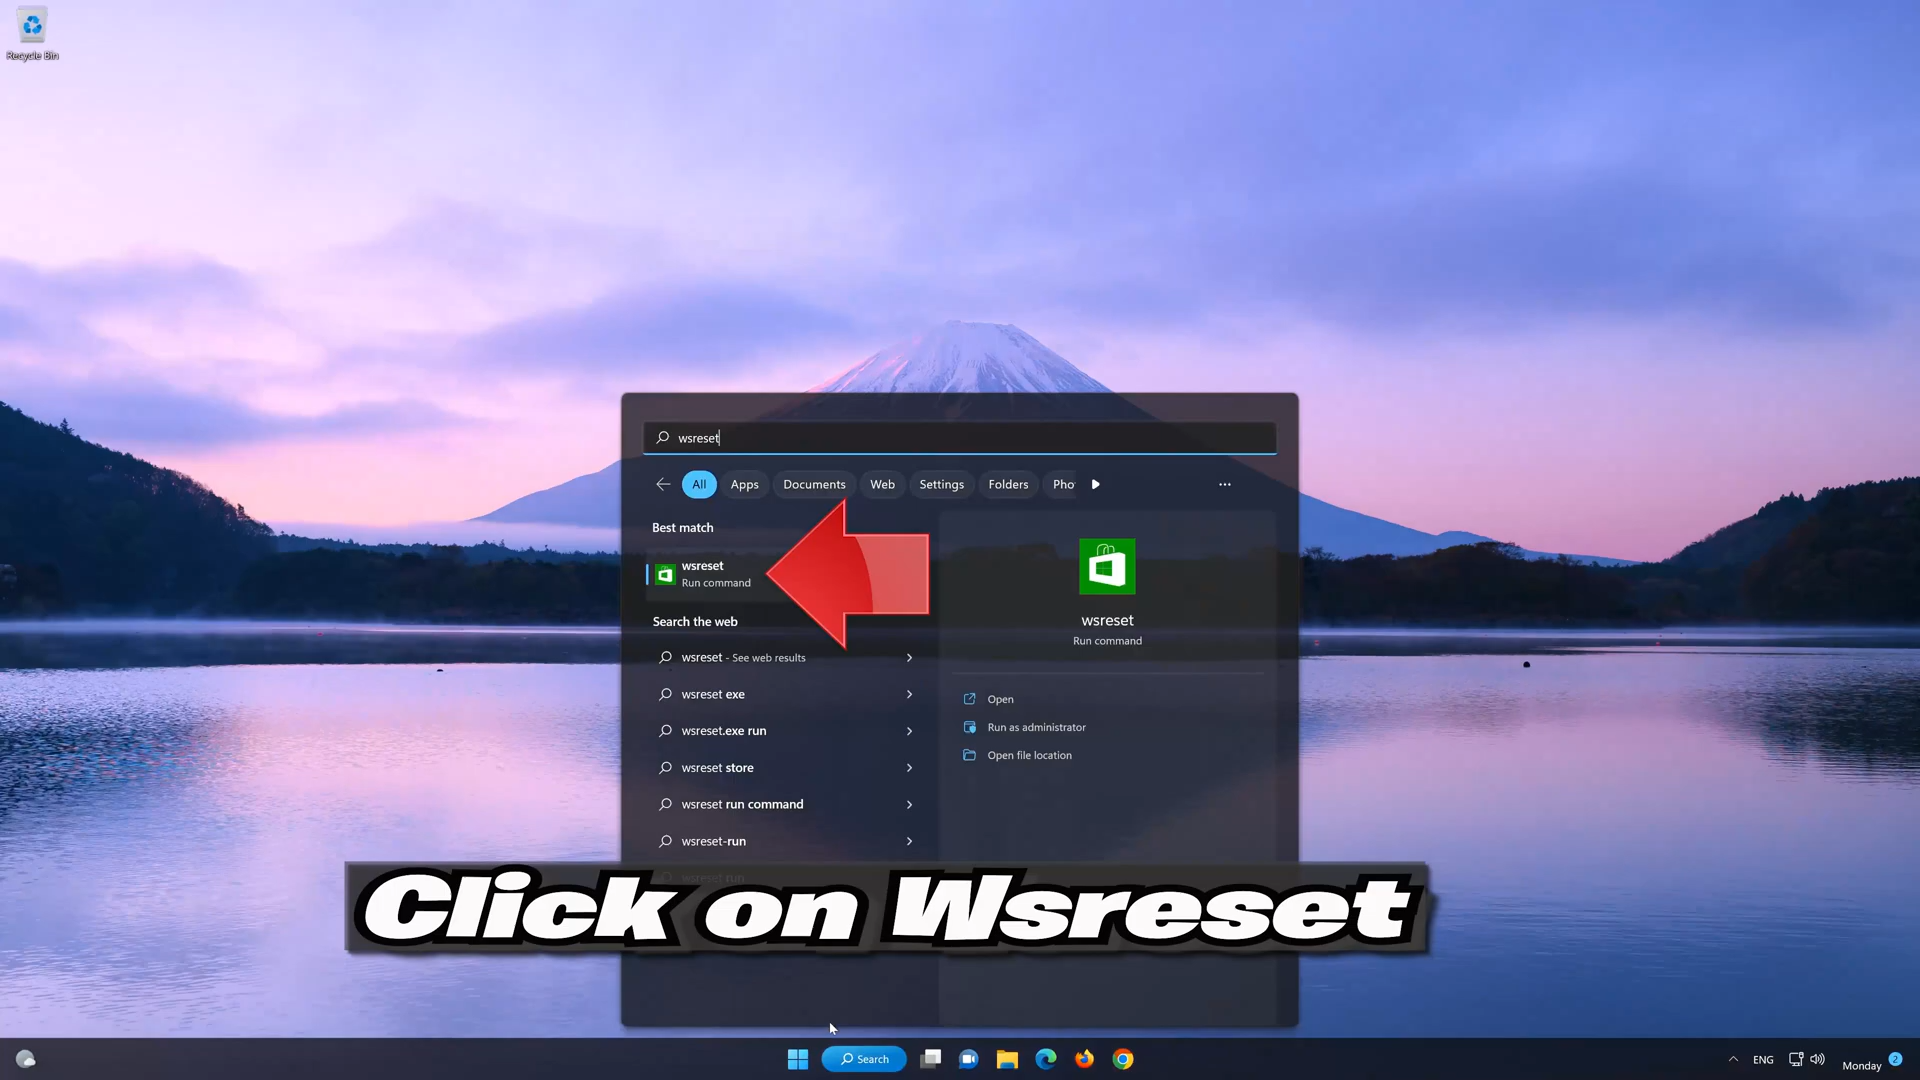 Recycle Bin
wsreset
All Apps Documents Web Settings Folders Pho
Best match
wsreset
Run command
Search the web
wsreset - See web results
wsreset exe
wsreset.exe run
wsreset store
wsreset run command
wsreset-run
wsreset run
wsreset
Run command
Open
Run as administrator
Open file location
Click on Wsreset
Search
ENG
Monday
2